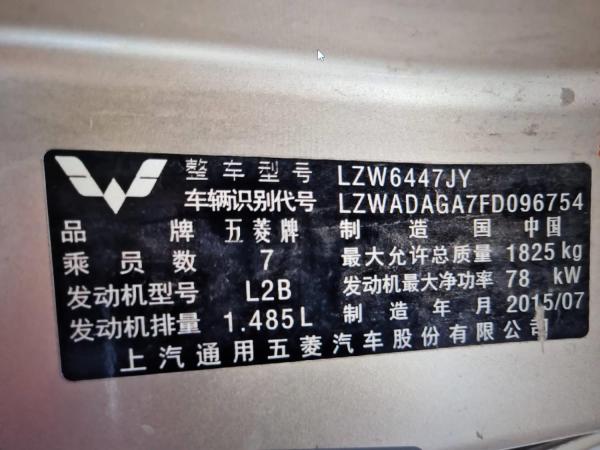 整车型号 LZW6447JY
车辆识别代号 LZWADAGA7FD096754
品牌 五菱牌 制造国 中国
乘员数 7 最大允许总质量 1825 kg
发动机型号 L2B 发动机最大净功率 78 kW
发动机排量 1.485L 制造年月 2015/07
上汽通用五菱汽车股份有限公司